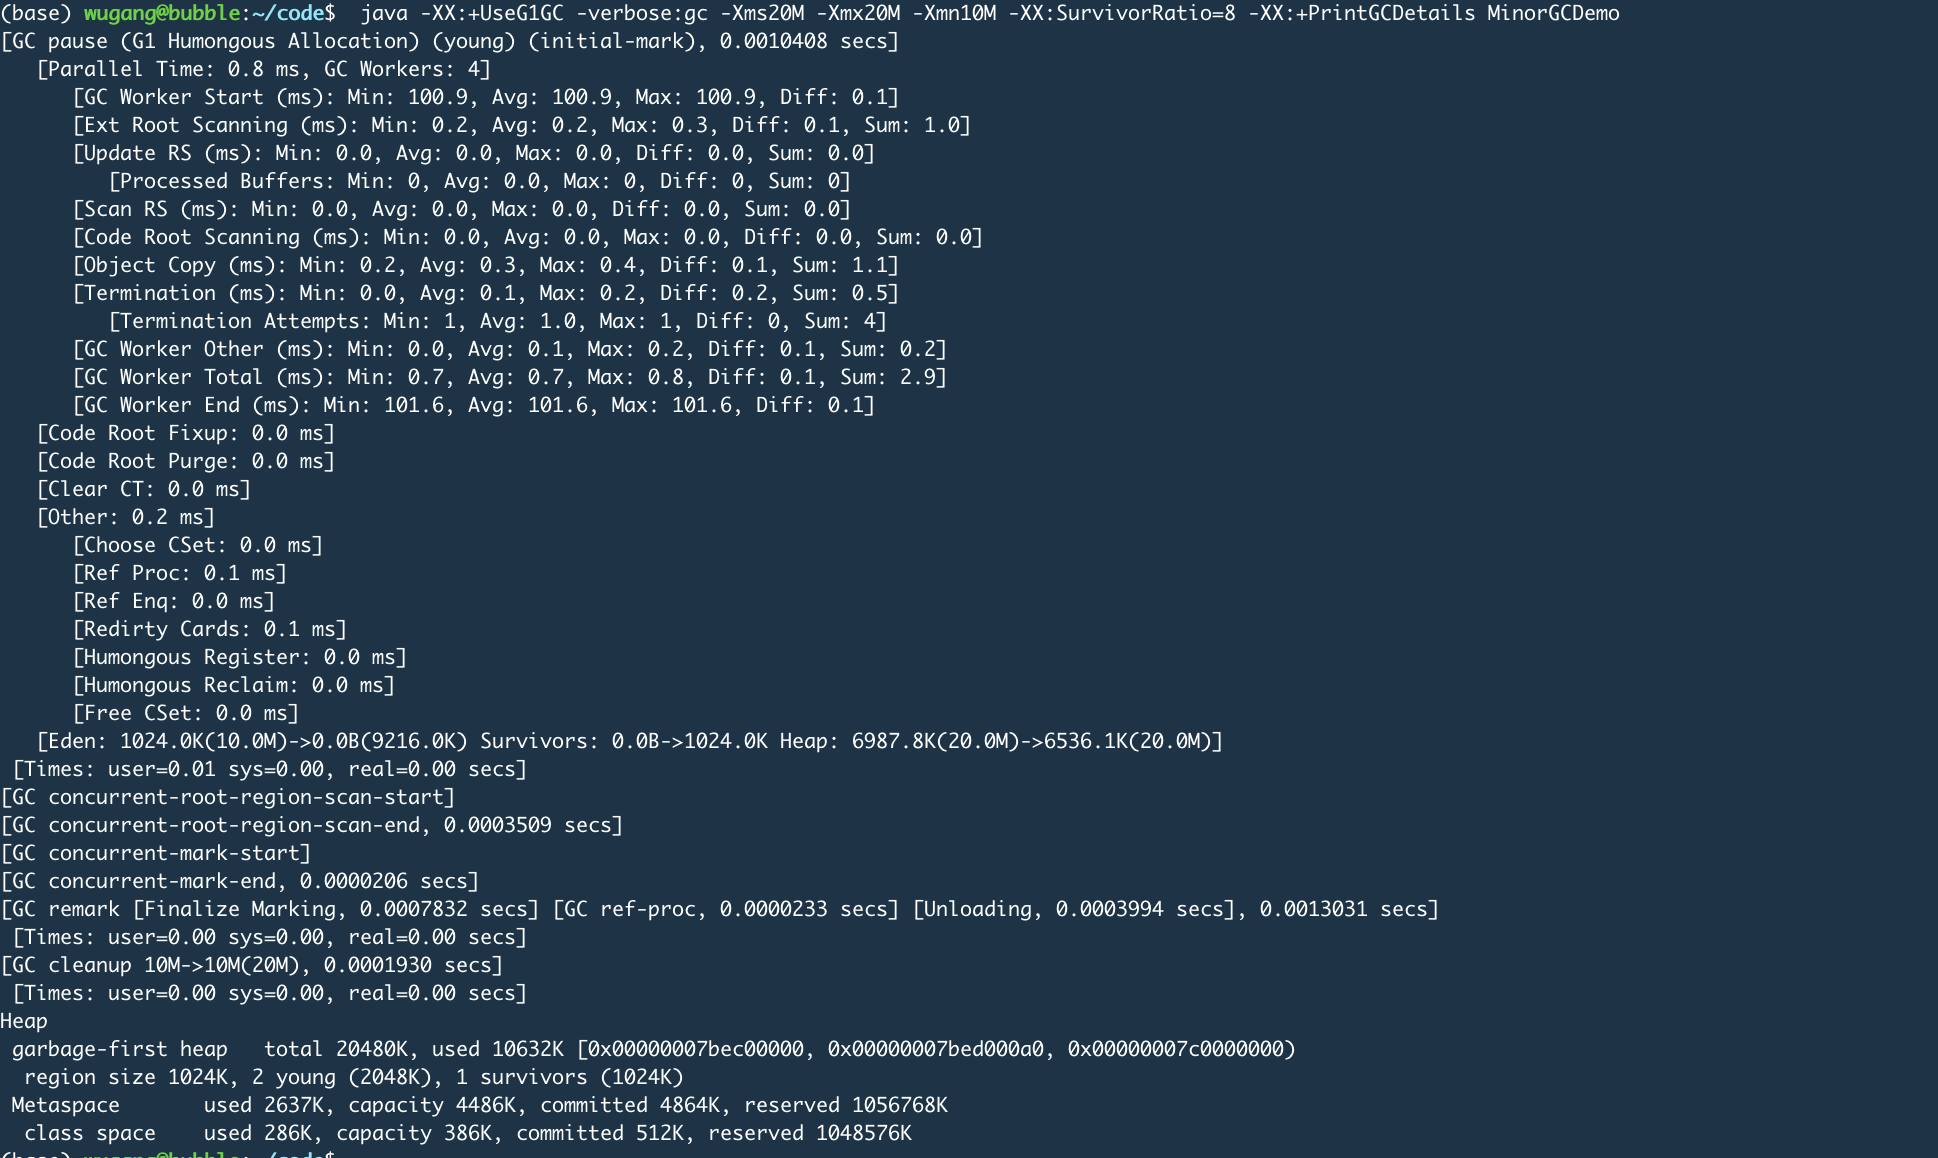 (base) wugang@bubble:~/code$  java -XX:+UseG1GC -verbose:gc -Xms20M -Xmx20M -Xmn10M -XX:SurvivorRatio=8 -XX:+PrintGCDetails MinorGCDemo
[GC pause (G1 Humongous Allocation) (young) (initial-mark), 0.0010408 secs]
   [Parallel Time: 0.8 ms, GC Workers: 4]
      [GC Worker Start (ms): Min: 100.9, Avg: 100.9, Max: 100.9, Diff: 0.1]
      [Ext Root Scanning (ms): Min: 0.2, Avg: 0.2, Max: 0.3, Diff: 0.1, Sum: 1.0]
      [Update RS (ms): Min: 0.0, Avg: 0.0, Max: 0.0, Diff: 0.0, Sum: 0.0]
         [Processed Buffers: Min: 0, Avg: 0.0, Max: 0, Diff: 0, Sum: 0]
      [Scan RS (ms): Min: 0.0, Avg: 0.0, Max: 0.0, Diff: 0.0, Sum: 0.0]
      [Code Root Scanning (ms): Min: 0.0, Avg: 0.0, Max: 0.0, Diff: 0.0, Sum: 0.0]
      [Object Copy (ms): Min: 0.2, Avg: 0.3, Max: 0.4, Diff: 0.1, Sum: 1.1]
      [Termination (ms): Min: 0.0, Avg: 0.1, Max: 0.2, Diff: 0.2, Sum: 0.5]
         [Termination Attempts: Min: 1, Avg: 1.0, Max: 1, Diff: 0, Sum: 4]
      [GC Worker Other (ms): Min: 0.0, Avg: 0.1, Max: 0.2, Diff: 0.1, Sum: 0.2]
      [GC Worker Total (ms): Min: 0.7, Avg: 0.7, Max: 0.8, Diff: 0.1, Sum: 2.9]
      [GC Worker End (ms): Min: 101.6, Avg: 101.6, Max: 101.6, Diff: 0.1]
   [Code Root Fixup: 0.0 ms]
   [Code Root Purge: 0.0 ms]
   [Clear CT: 0.0 ms]
   [Other: 0.2 ms]
      [Choose CSet: 0.0 ms]
      [Ref Proc: 0.1 ms]
      [Ref Enq: 0.0 ms]
      [Redirty Cards: 0.1 ms]
      [Humongous Register: 0.0 ms]
      [Humongous Reclaim: 0.0 ms]
      [Free CSet: 0.0 ms]
   [Eden: 1024.0K(10.0M)->0.0B(9216.0K) Survivors: 0.0B->1024.0K Heap: 6987.8K(20.0M)->6536.1K(20.0M)]
 [Times: user=0.01 sys=0.00, real=0.00 secs]
[GC concurrent-root-region-scan-start]
[GC concurrent-root-region-scan-end, 0.0003509 secs]
[GC concurrent-mark-start]
[GC concurrent-mark-end, 0.0000206 secs]
[GC remark [Finalize Marking, 0.0007832 secs] [GC ref-proc, 0.0000233 secs] [Unloading, 0.0003994 secs], 0.0013031 secs]
 [Times: user=0.00 sys=0.00, real=0.00 secs]
[GC cleanup 10M->10M(20M), 0.0001930 secs]
 [Times: user=0.00 sys=0.00, real=0.00 secs]
Heap
 garbage-first heap   total 20480K, used 10632K [0x00000007bec00000, 0x00000007bed000a0, 0x00000007c0000000)
  region size 1024K, 2 young (2048K), 1 survivors (1024K)
 Metaspace       used 2637K, capacity 4486K, committed 4864K, reserved 1056768K
  class space    used 286K, capacity 386K, committed 512K, reserved 1048576K
(base) wugang@bubble:~/code$